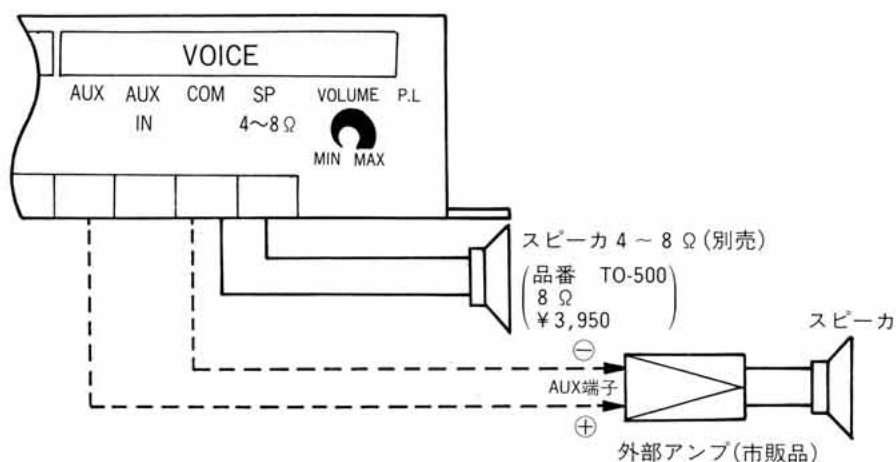 VOICE
AUX AUX COM SP VOLUME P.L
IN 4～8Ω
MIN MAX
スピーカ 4 ～ 8 Ω (別売)
(品番 TO-500)
8 Ω
¥3,950
スピーカ
⊖
AUX端子
⊕
外部アンプ(市販品)